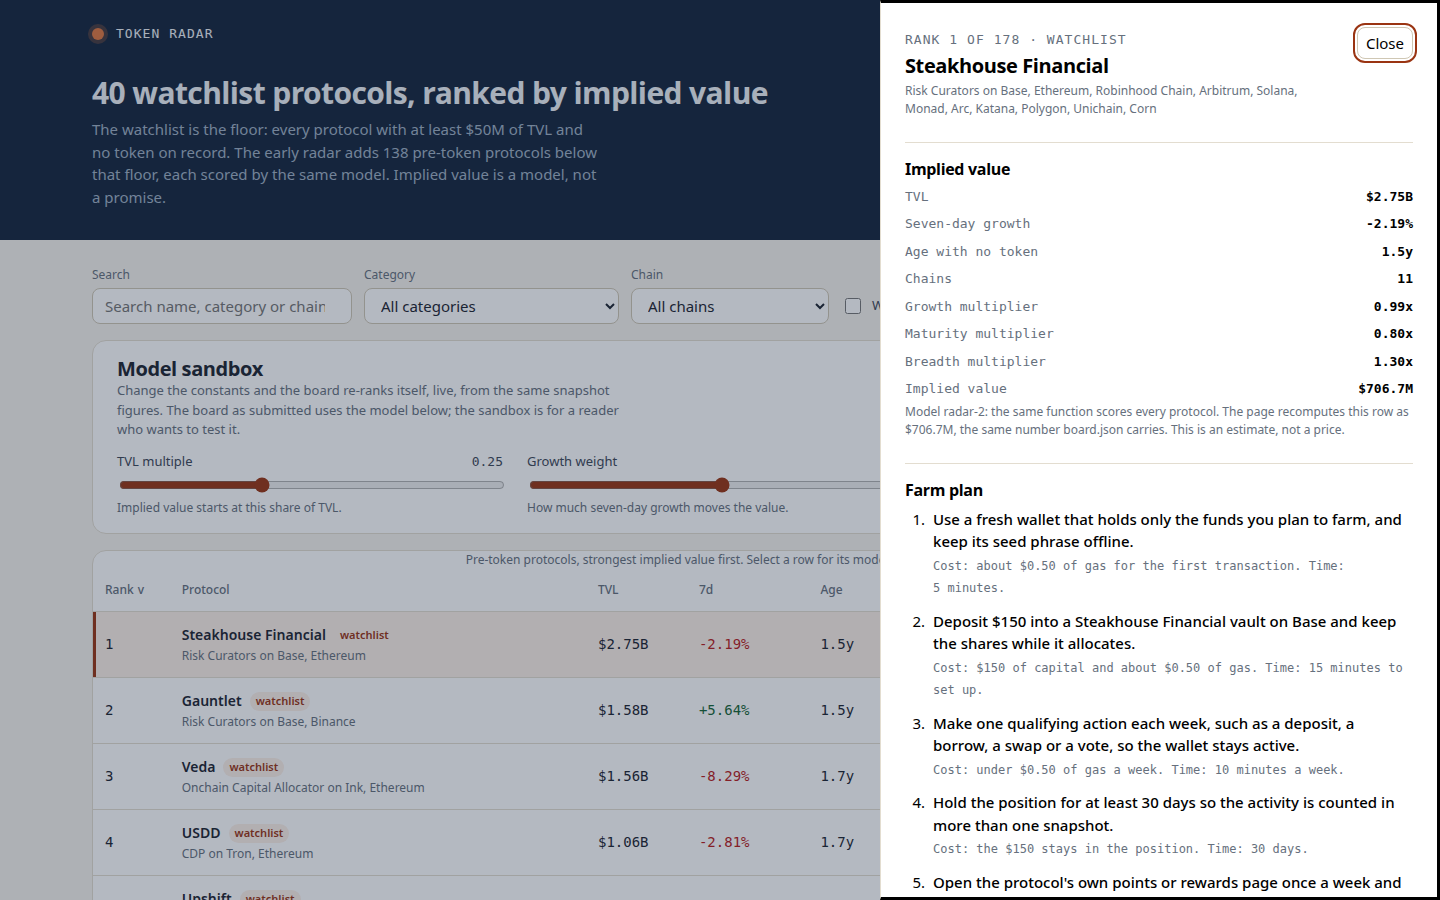 TOKEN RADAR
40 watchlist protocols, ranked by implied value
The watchlist is the floor: every protocol with at least $50M of TVL and
no token on record. The early radar adds 138 pre-token protocols below
that floor, each scored by the same model. Implied value is a model, not
a promise.
Search
Category
Chain
Search name, category or chain
All categories
All chains
Model sandbox
Change the constants and the board re-ranks itself, live, from the same snapshot
figures. The board as submitted uses the model below; the sandbox is for a reader
who wants to test it.
TVL multiple 0.25
Growth weight
Implied value starts at this share of TVL.
How much seven-day growth moves the value.
Pre-token protocols, strongest implied value first. Select a row for its
Rank v Protocol TVL 7d Age
1 Steakhouse Financial watchlist $2.75B -2.19% 1.5y
Risk Curators on Base, Ethereum
2 Gauntlet watchlist $1.58B +5.64% 1.5y
Risk Curators on Base, Binance
3 Veda watchlist $1.56B -8.29% 1.7y
Onchain Capital Allocator on Ink, Ethereum
4 USDD watchlist $1.06B -2.81% 1.7y
CDP on Tron, Ethereum
Upshift watchlist
RANK 1 OF 178 · WATCHLIST
Close
Steakhouse Financial
Risk Curators on Base, Ethereum, Robinhood Chain, Arbitrum, Solana,
Monad, Arc, Katana, Polygon, Unichain, Corn
Implied value
TVL $2.75B
Seven-day growth -2.19%
Age with no token 1.5y
Chains 11
Growth multiplier 0.99x
Maturity multiplier 0.80x
Breadth multiplier 1.30x
Implied value $706.7M
Model radar-2: the same function scores every protocol. The page recomputes this row as
$706.7M, the same number board.json carries. This is an estimate, not a price.
Farm plan
1. Use a fresh wallet that holds only the funds you plan to farm, and
keep its seed phrase offline.
Cost: about $0.50 of gas for the first transaction. Time:
5 minutes.
2. Deposit $150 into a Steakhouse Financial vault on Base and keep
the shares while it allocates.
Cost: $150 of capital and about $0.50 of gas. Time: 15 minutes to
set up.
3. Make one qualifying action each week, such as a deposit, a
borrow, a swap or a vote, so the wallet stays active.
Cost: under $0.50 of gas a week. Time: 10 minutes a week.
4. Hold the position for at least 30 days so the activity is counted in
more than one snapshot.
Cost: the $150 stays in the position. Time: 30 days.
5. Open the protocol's own points or rewards page once a week and